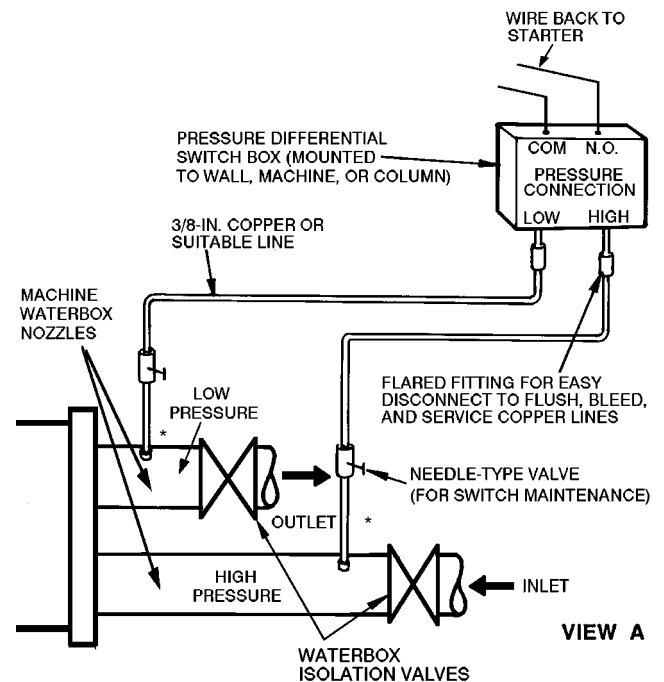 WIRE BACK TO
STARTER
PRESSURE DIFFERENTIAL
SWITCH BOX (MOUNTED
TO WALL, MACHINE, OR COLUMN)
COM N.O.
PRESSURE
CONNECTION
LOW HIGH
3/8-IN. COPPER OR
SUITABLE LINE
MACHINE
WATERBOX
NOZZLES
LOW
PRESSURE
*
FLARED FITTING FOR EASY
DISCONNECT TO FLUSH, BLEED,
AND SERVICE COPPER LINES
NEEDLE-TYPE VALVE
(FOR SWITCH MAINTENANCE)
OUTLET
*
HIGH
PRESSURE
INLET
VIEW A
WATERBOX
ISOLATION VALVES